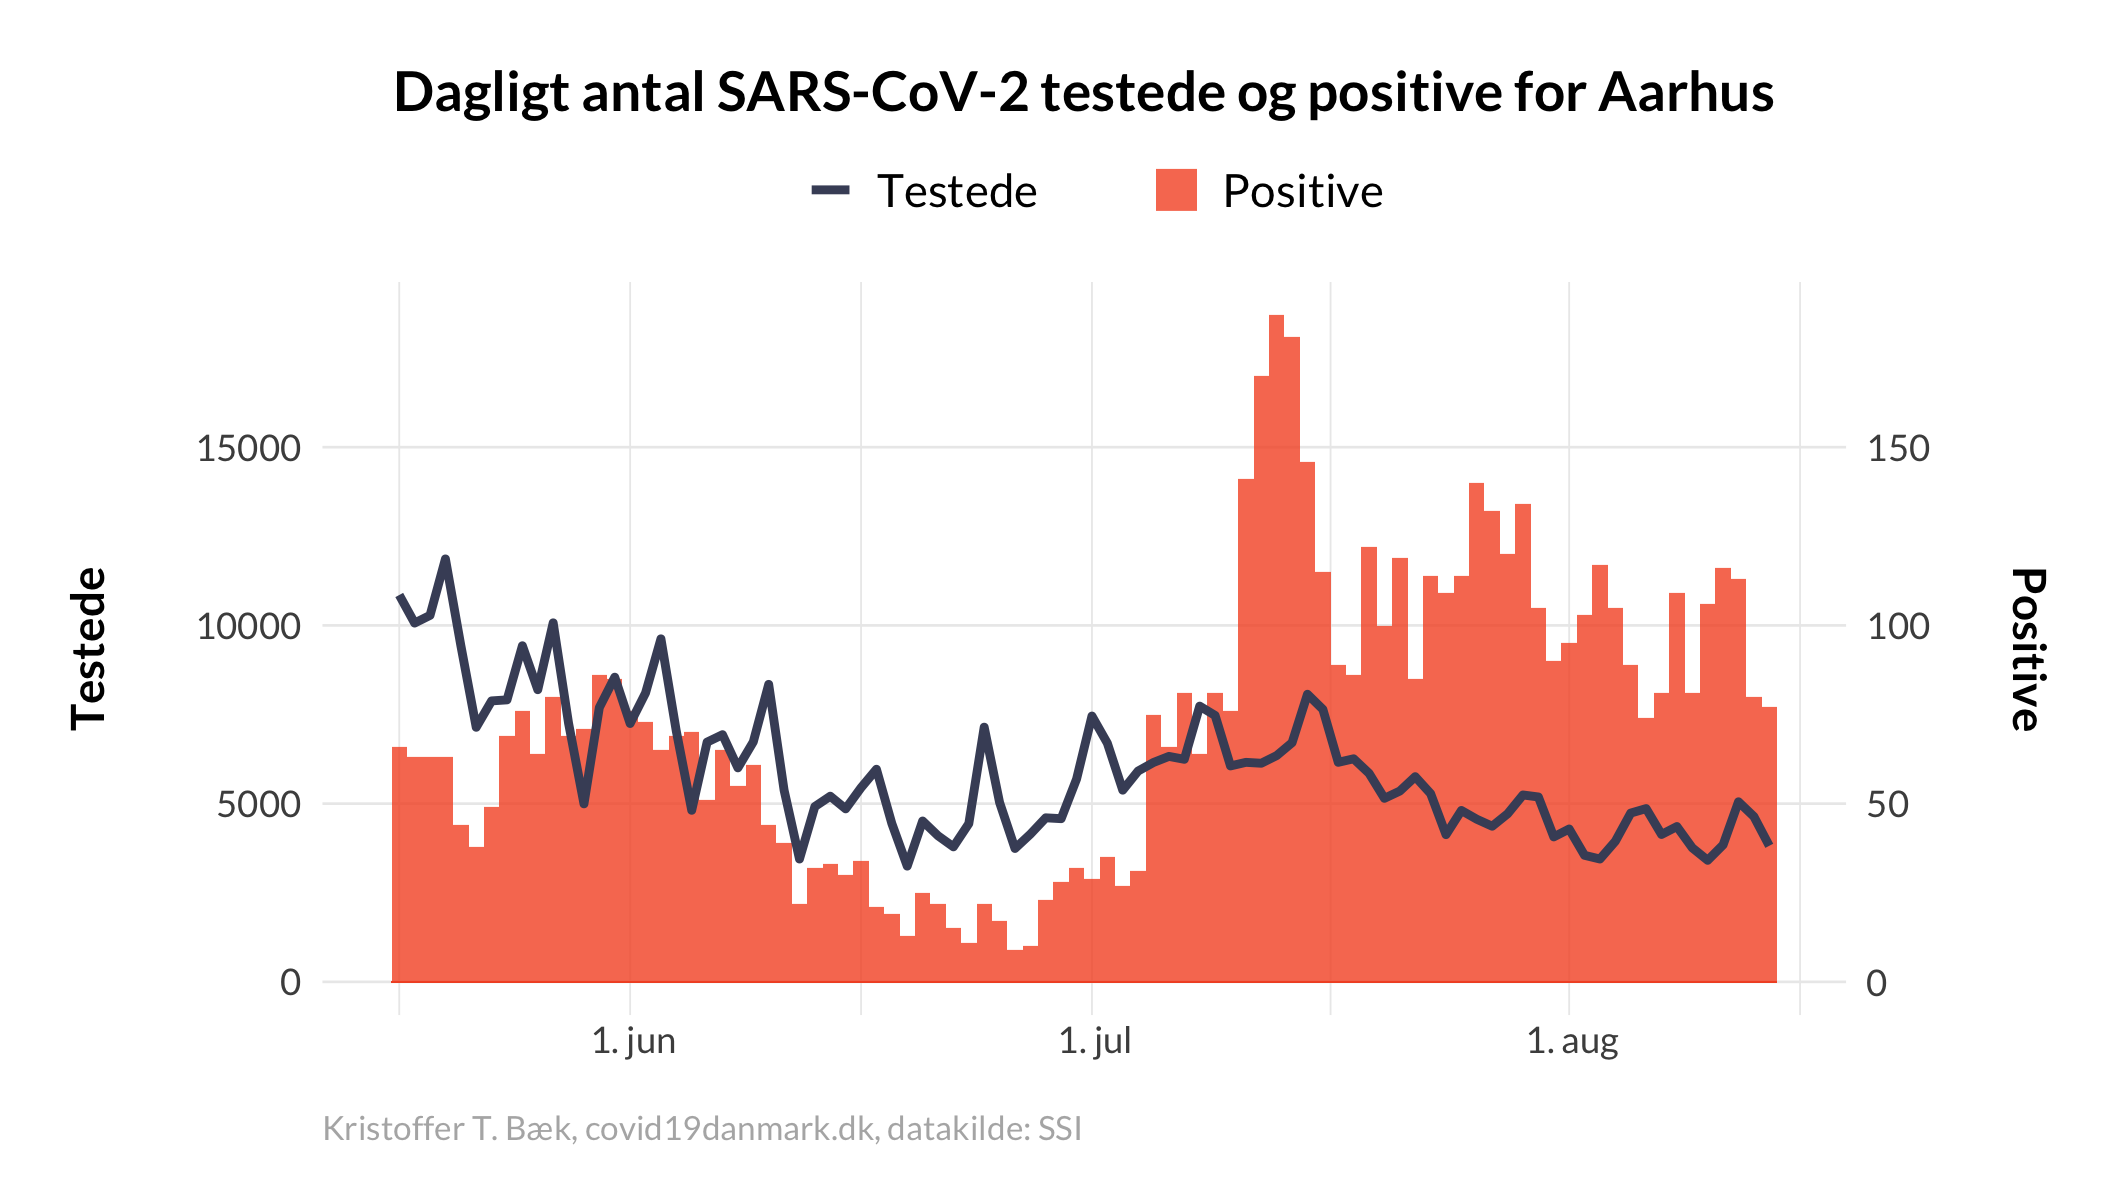 Dagligt antal SARS-CoV-2 testede og positive for Aarhus
Testede Positive
15000 150
10000 100
5000 50
0 0
Testede
Positive
1. jun 1. jul 1. aug
Kristoffer T. Bæk, covid19danmark.dk, datakilde: SSI